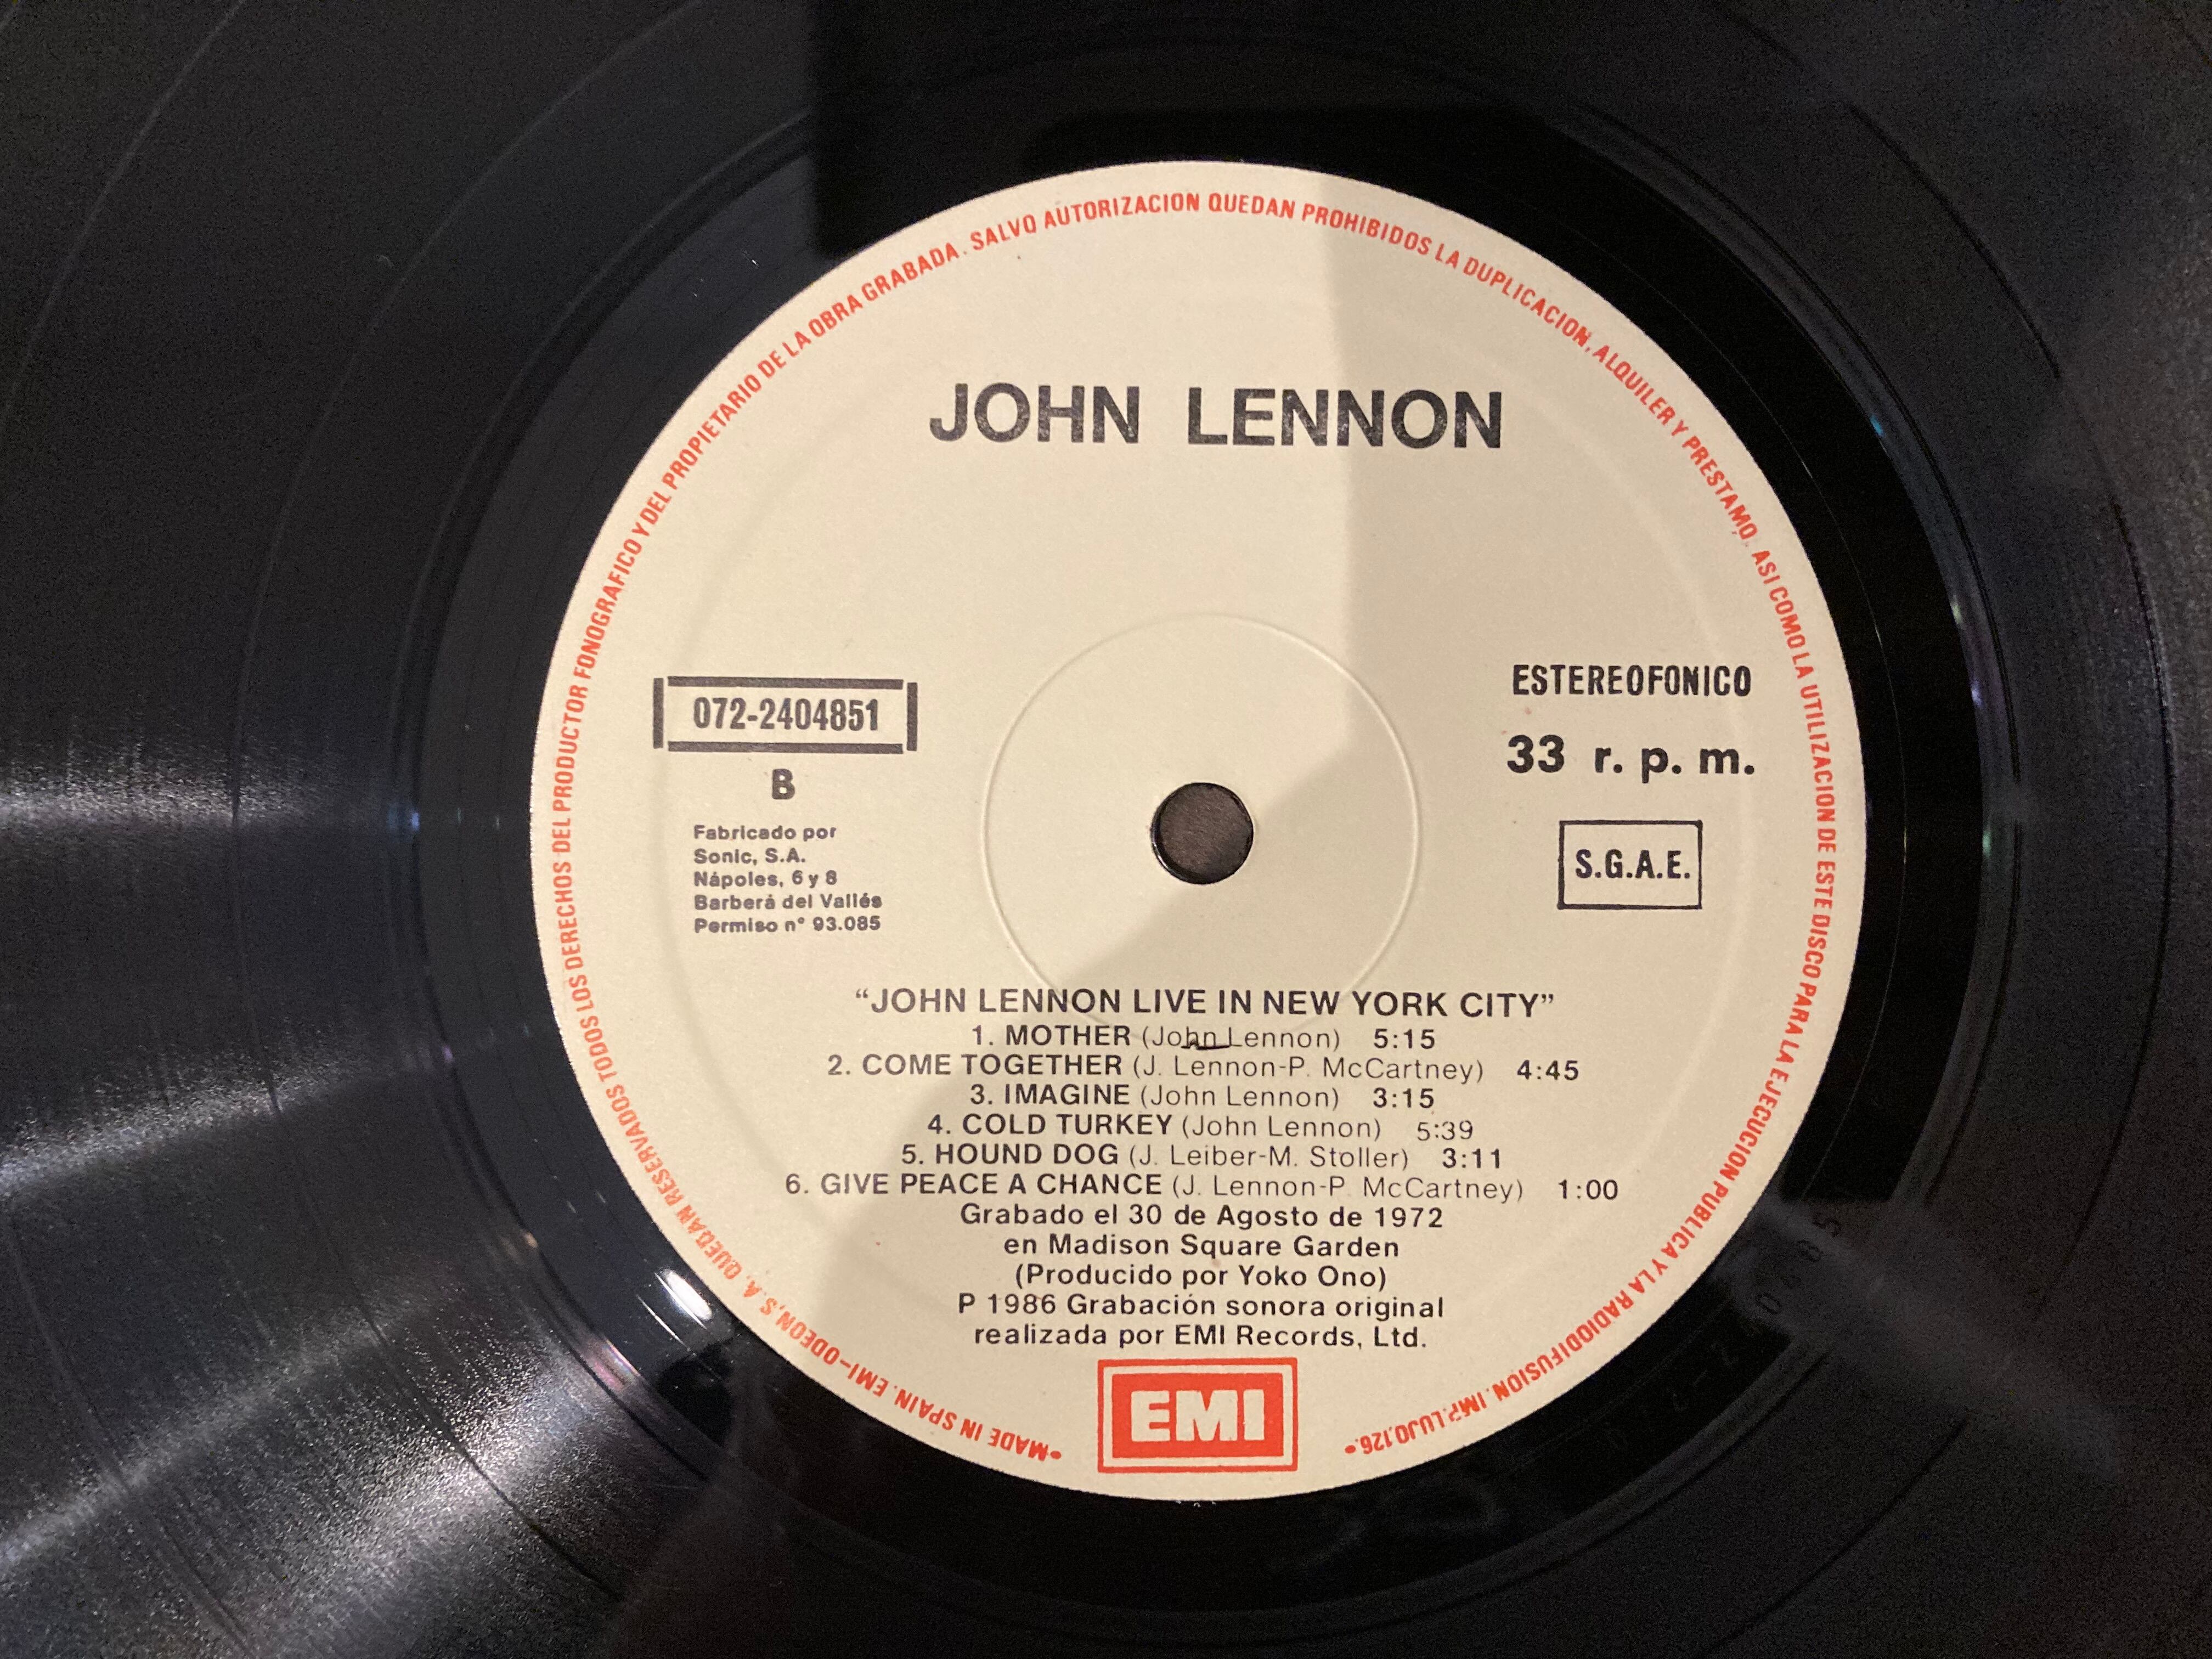 SALVO AUTORIZACION QUEDAN PROHIBIDOS LA DUPLICACION, ALQUILER Y PRESTAMO. ASI COMO LA UTILIZACION DE ESTE DISCO PARA LA EJECUCION PUBLICA Y LA RADIODIFUSION. IMP. LUJO, 126.•
•MADE IN SPAIN. EMI-ODEON, S.A. QUEDAN RESERVADOS TODOS LOS DERECHOS DEL PRODUCTOR FONOGRAFICO Y DEL PROPIETARIO DE LA OBRA GRABADA.
JOHN LENNON
072-2404851
B
Fabricado por
Sonic, S.A.
Nápoles, 6 y 8
Barberá del Vallés
Permiso nº 93.085
ESTEREOFONICO
33 r. p. m.
S.G.A.E.
“JOHN LENNON LIVE IN NEW YORK CITY”
1. MOTHER (John Lennon) 5:15
2. COME TOGETHER (J. Lennon-P. McCartney) 4:45
3. IMAGINE (John Lennon) 3:15
4. COLD TURKEY (John Lennon) 5:39
5. HOUND DOG (J. Leiber-M. Stoller) 3:11
6. GIVE PEACE A CHANCE (J. Lennon-P. McCartney) 1:00
Grabado el 30 de Agosto de 1972
en Madison Square Garden
(Producido por Yoko Ono)
P 1986 Grabación sonora original
realizada por EMI Records, Ltd.
EMI